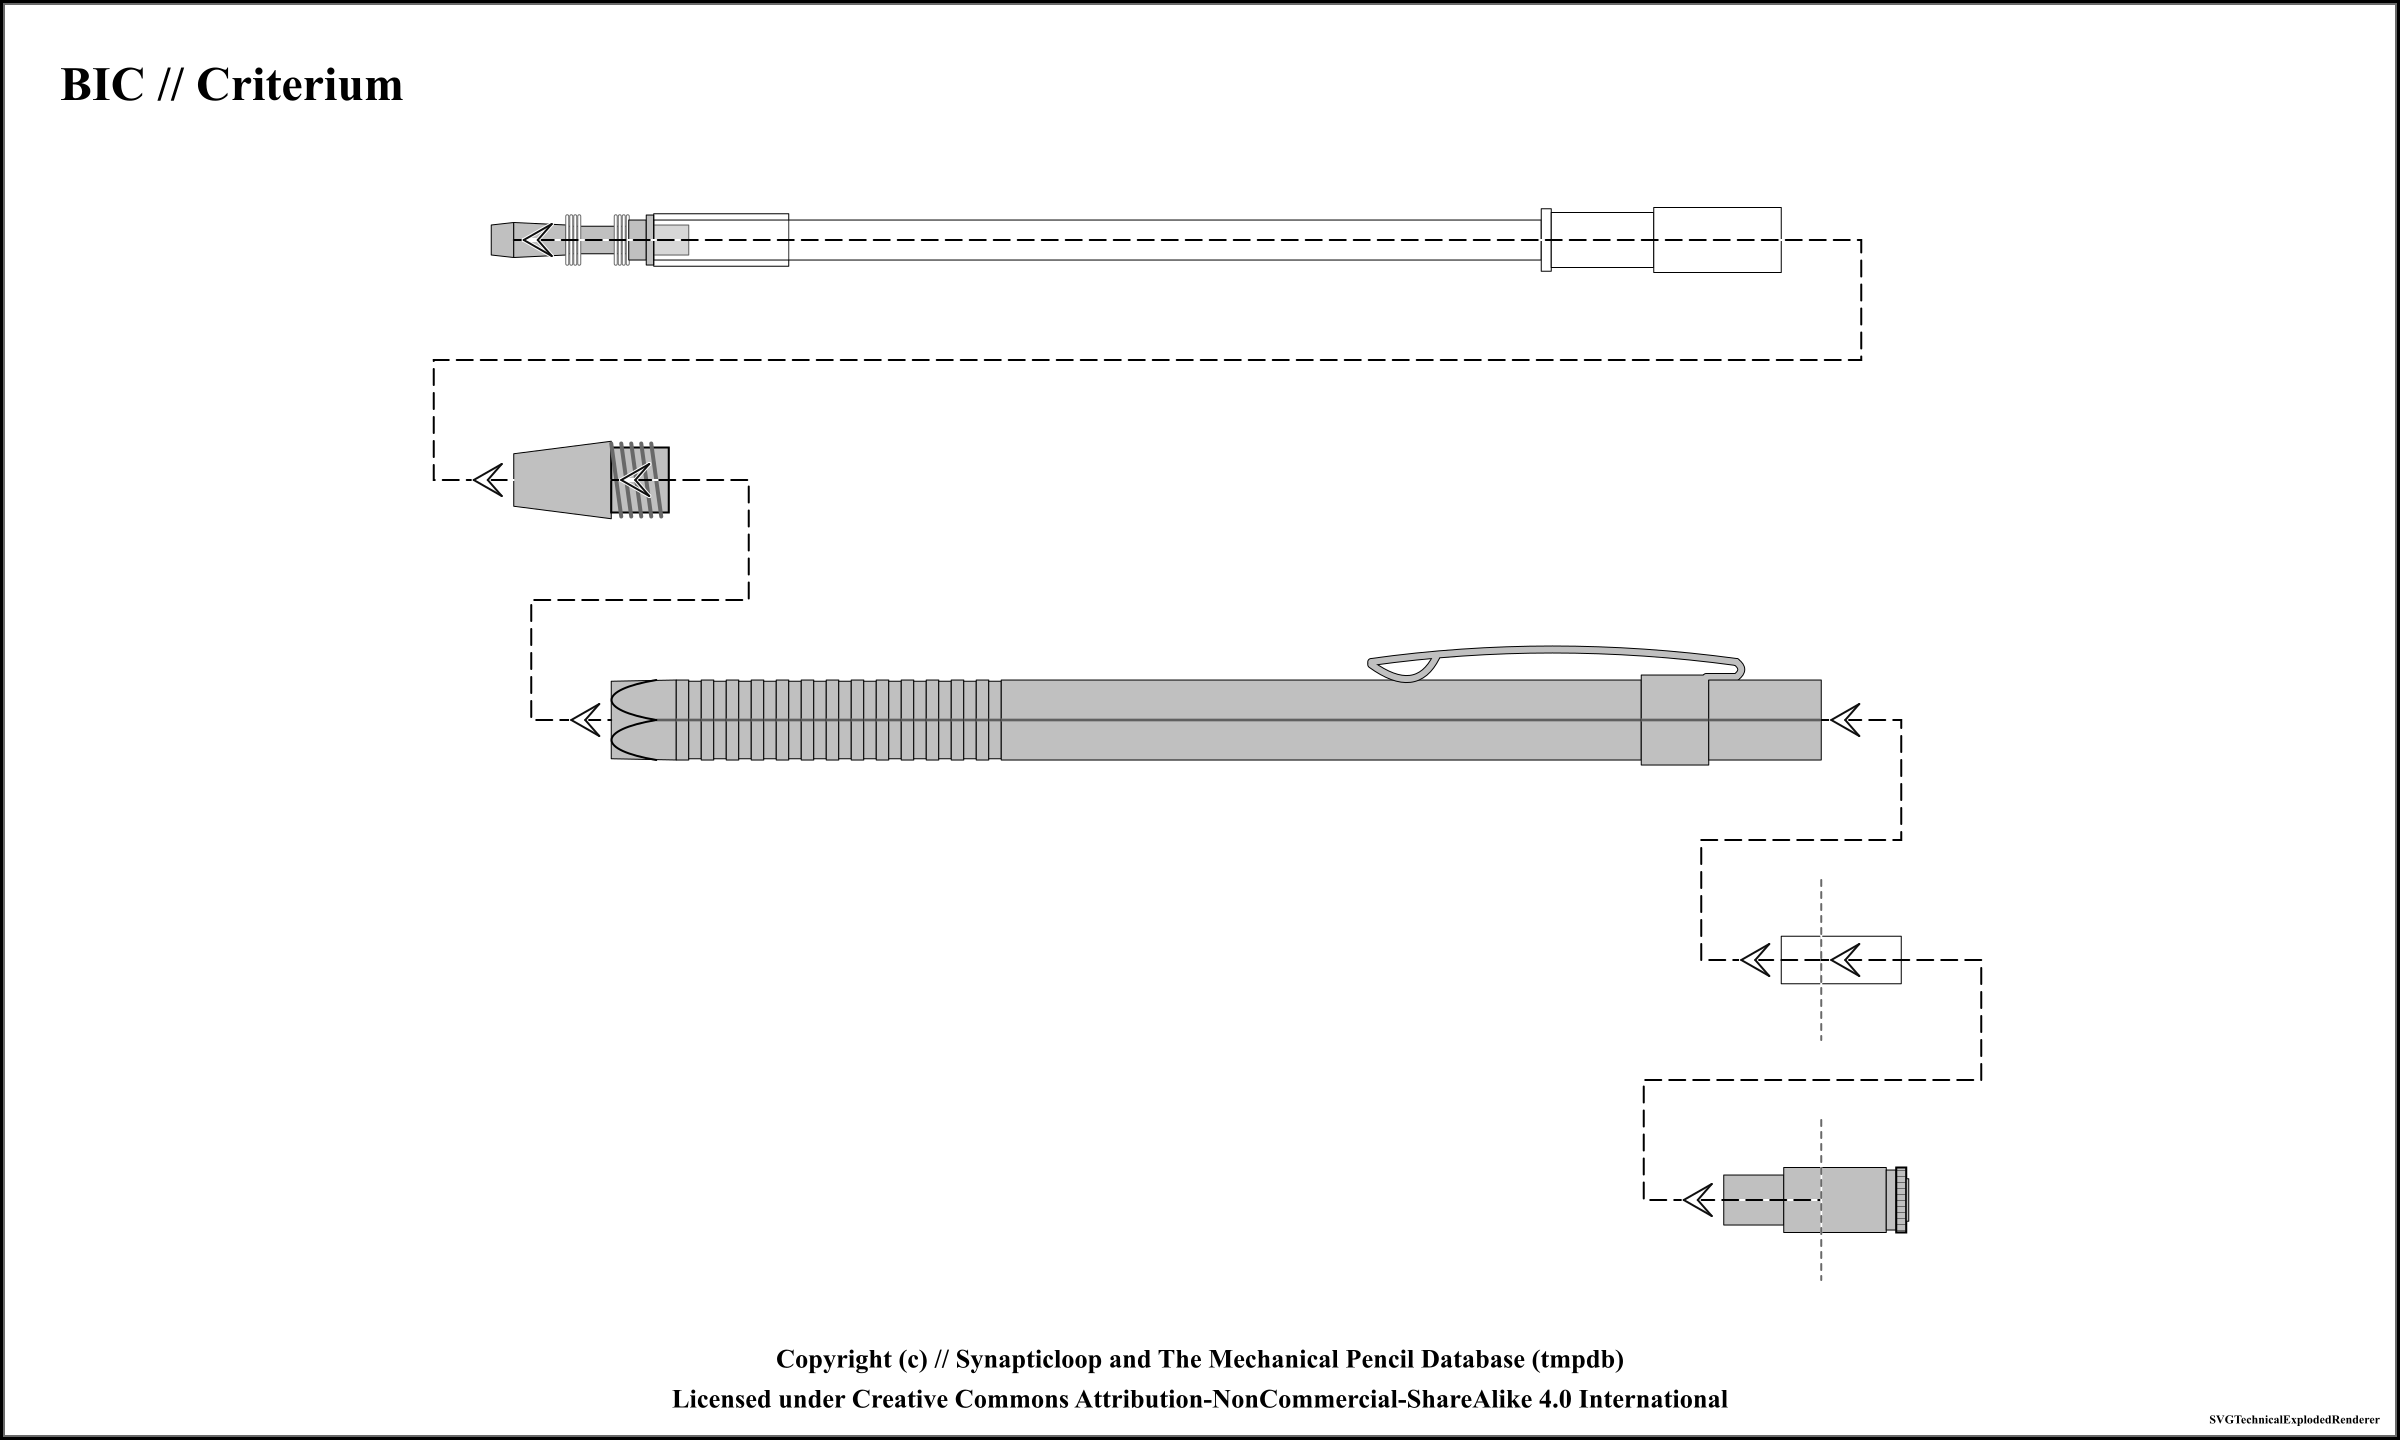 BIC // Criterium
Copyright (c) // Synapticloop and The Mechanical Pencil Database (tmpdb)
Licensed under Creative Commons Attribution-NonCommercial-ShareAlike 4.0 International
SVGTechnicalExplodedRenderer